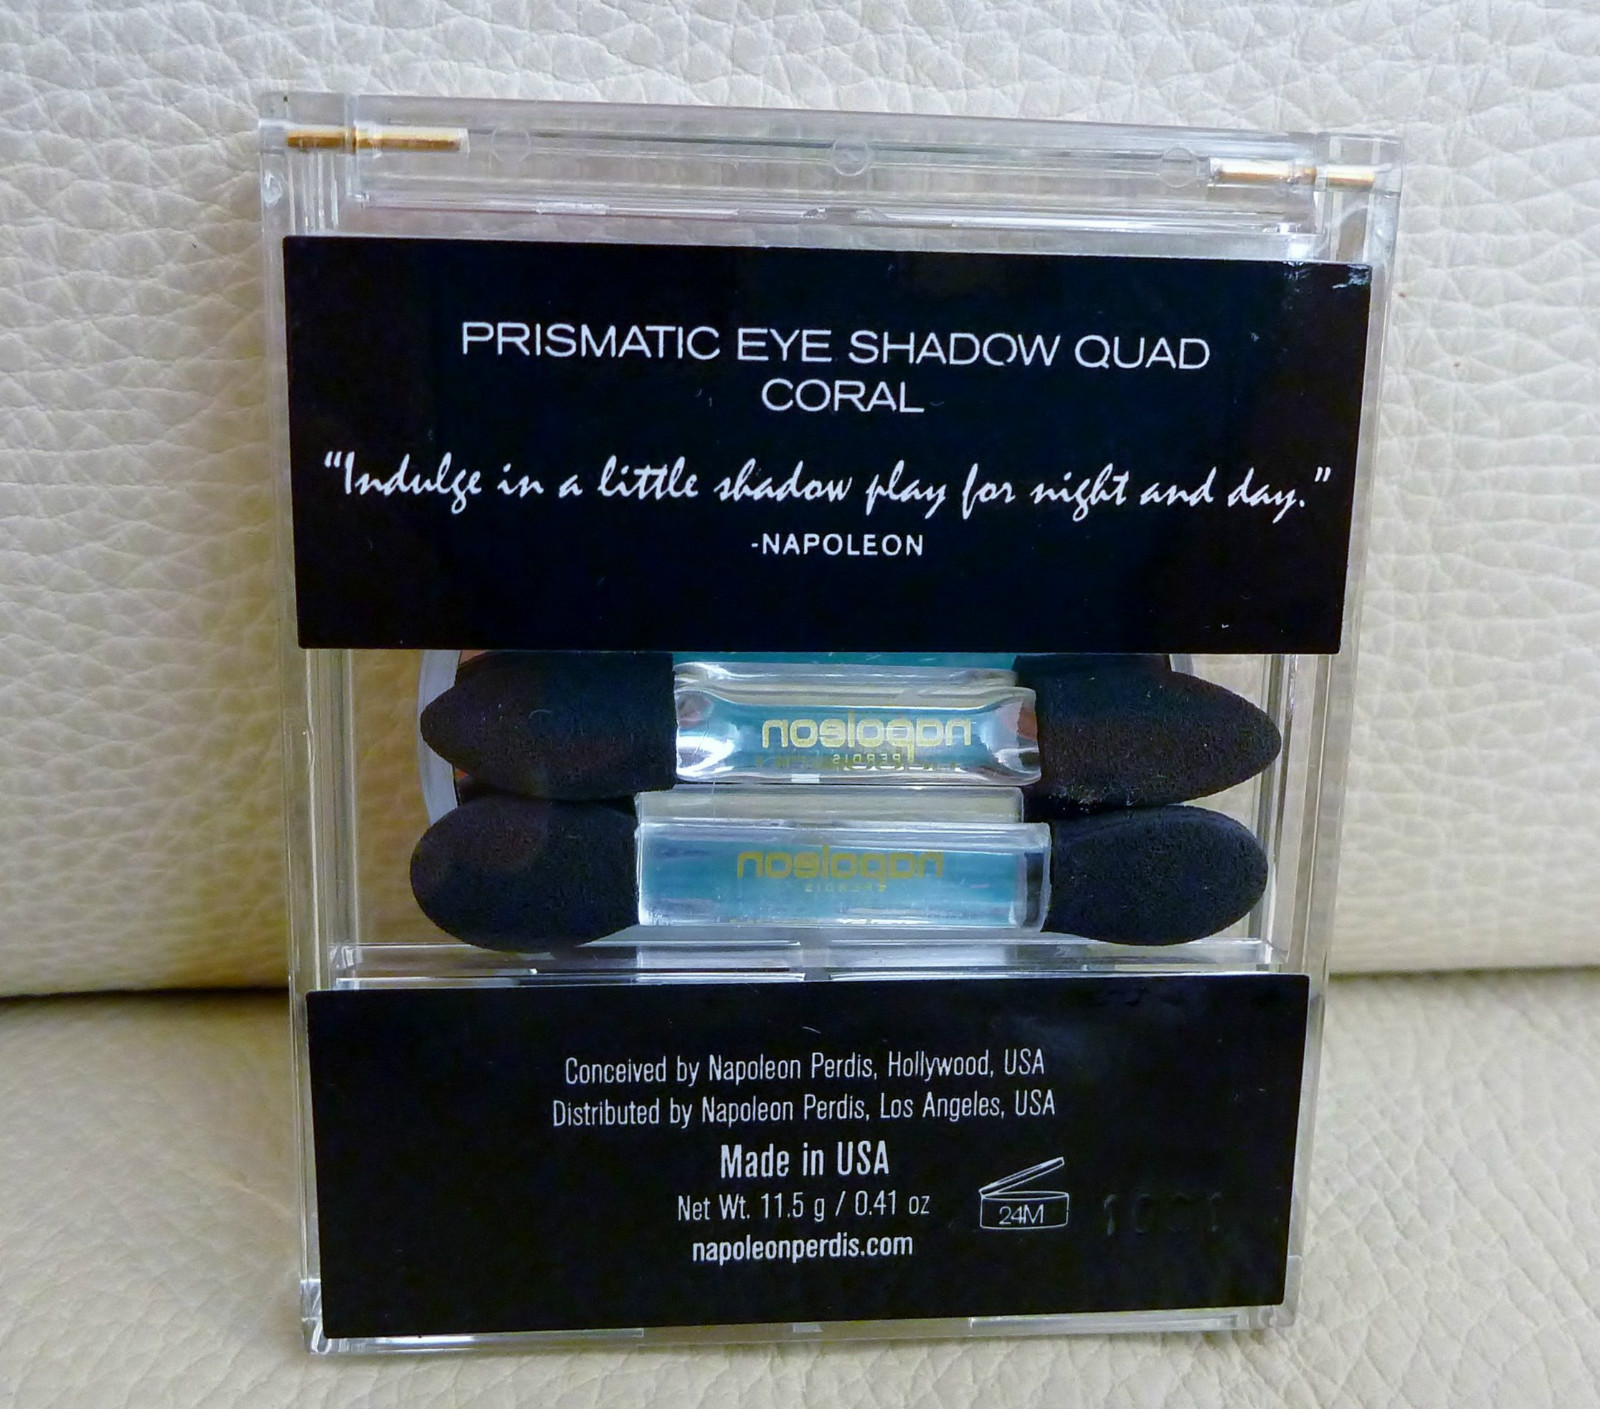 PRISMATIC EYE SHADOW QUAD
CORAL
“Indulge in a little shadow play for night and day.”
-NAPOLEON
napoleon
PERDIS
napoleon
PERDIS
Conceived by Napoleon Perdis, Hollywood, USA
Distributed by Napoleon Perdis, Los Angeles, USA
Made in USA
Net Wt. 11.5 g / 0.41 oz
24M
napoleonperdis.com